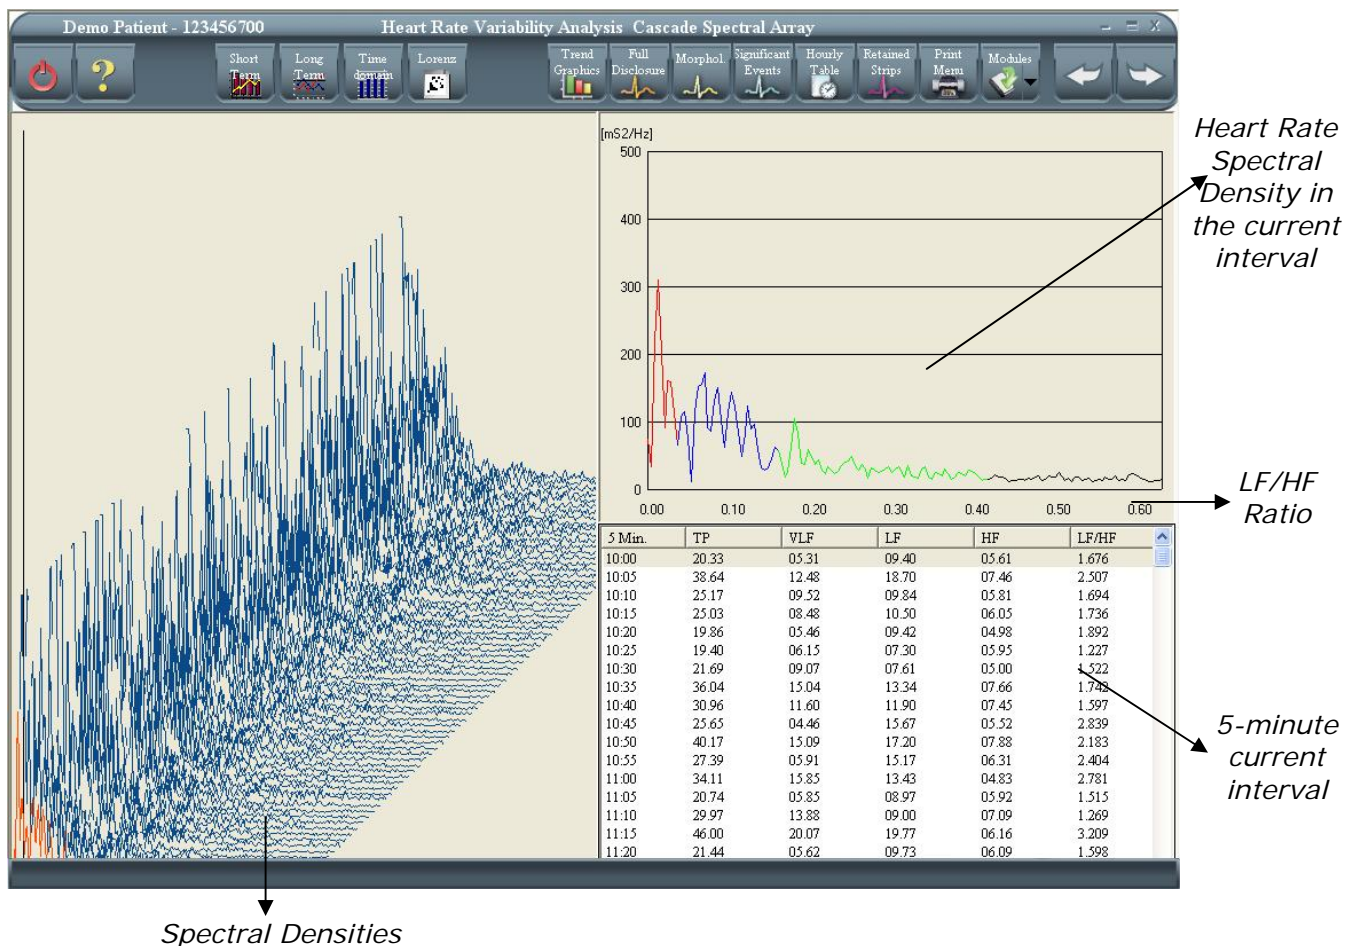 Demo Patient - 123456700 Heart Rate Variability Analysis Cascade Spectral Array
Short Term
Long Term
Time domain
Lorenz
Trend Graphics
Full Disclosure
Morphol.
Significant Events
Hourly Table
Retained Strips
Print Menu
Modules
[mS2/Hz]
500
400
300
200
100
0
0.00 0.10 0.20 0.30 0.40 0.50 0.60
Heart Rate
Spectral
Density in
the current
interval
LF/HF
Ratio
5 Min. TP VLF LF HF LF/HF
10:00 20.33 05.31 09.40 05.61 1.676
10:05 38.64 12.48 18.70 07.46 2.507
10:10 25.17 09.52 09.84 05.81 1.694
10:15 25.03 08.48 10.50 06.05 1.736
10:20 19.86 05.46 09.42 04.98 1.892
10:25 19.40 06.15 07.30 05.95 1.227
10:30 21.69 09.07 07.61 05.00 1.522
10:35 36.04 15.04 13.34 07.66 1.742
10:40 30.96 11.60 11.90 07.45 1.597
10:45 25.65 04.46 15.67 05.52 2.839
10:50 40.17 15.09 17.20 07.88 2.183
10:55 27.39 05.91 15.17 06.31 2.404
11:00 34.11 15.85 13.43 04.83 2.781
11:05 20.74 05.85 08.97 05.92 1.515
11:10 29.97 13.88 09.00 07.09 1.269
11:15 46.00 20.07 19.77 06.16 3.209
11:20 21.44 05.62 09.73 06.09 1.598
5-minute
current
interval
Spectral Densities